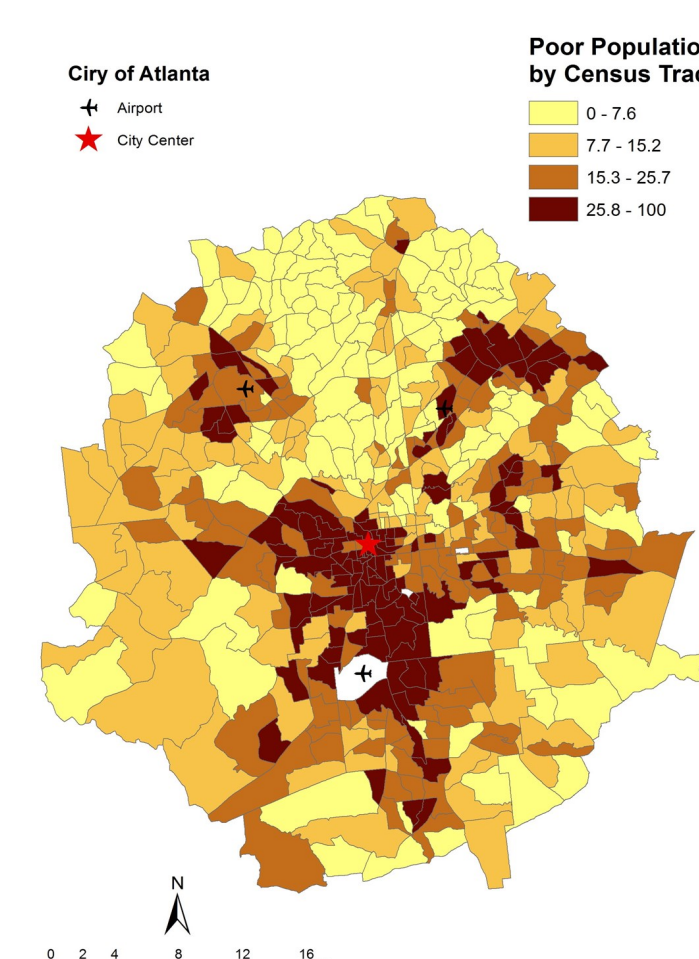 Poor Populatio
by Census Tra
Ciry of Atlanta
Airport
City Center
0 - 7.6
7.7 - 15.2
15.3 - 25.7
25.8 - 100
N
0 2 4 8 12 16